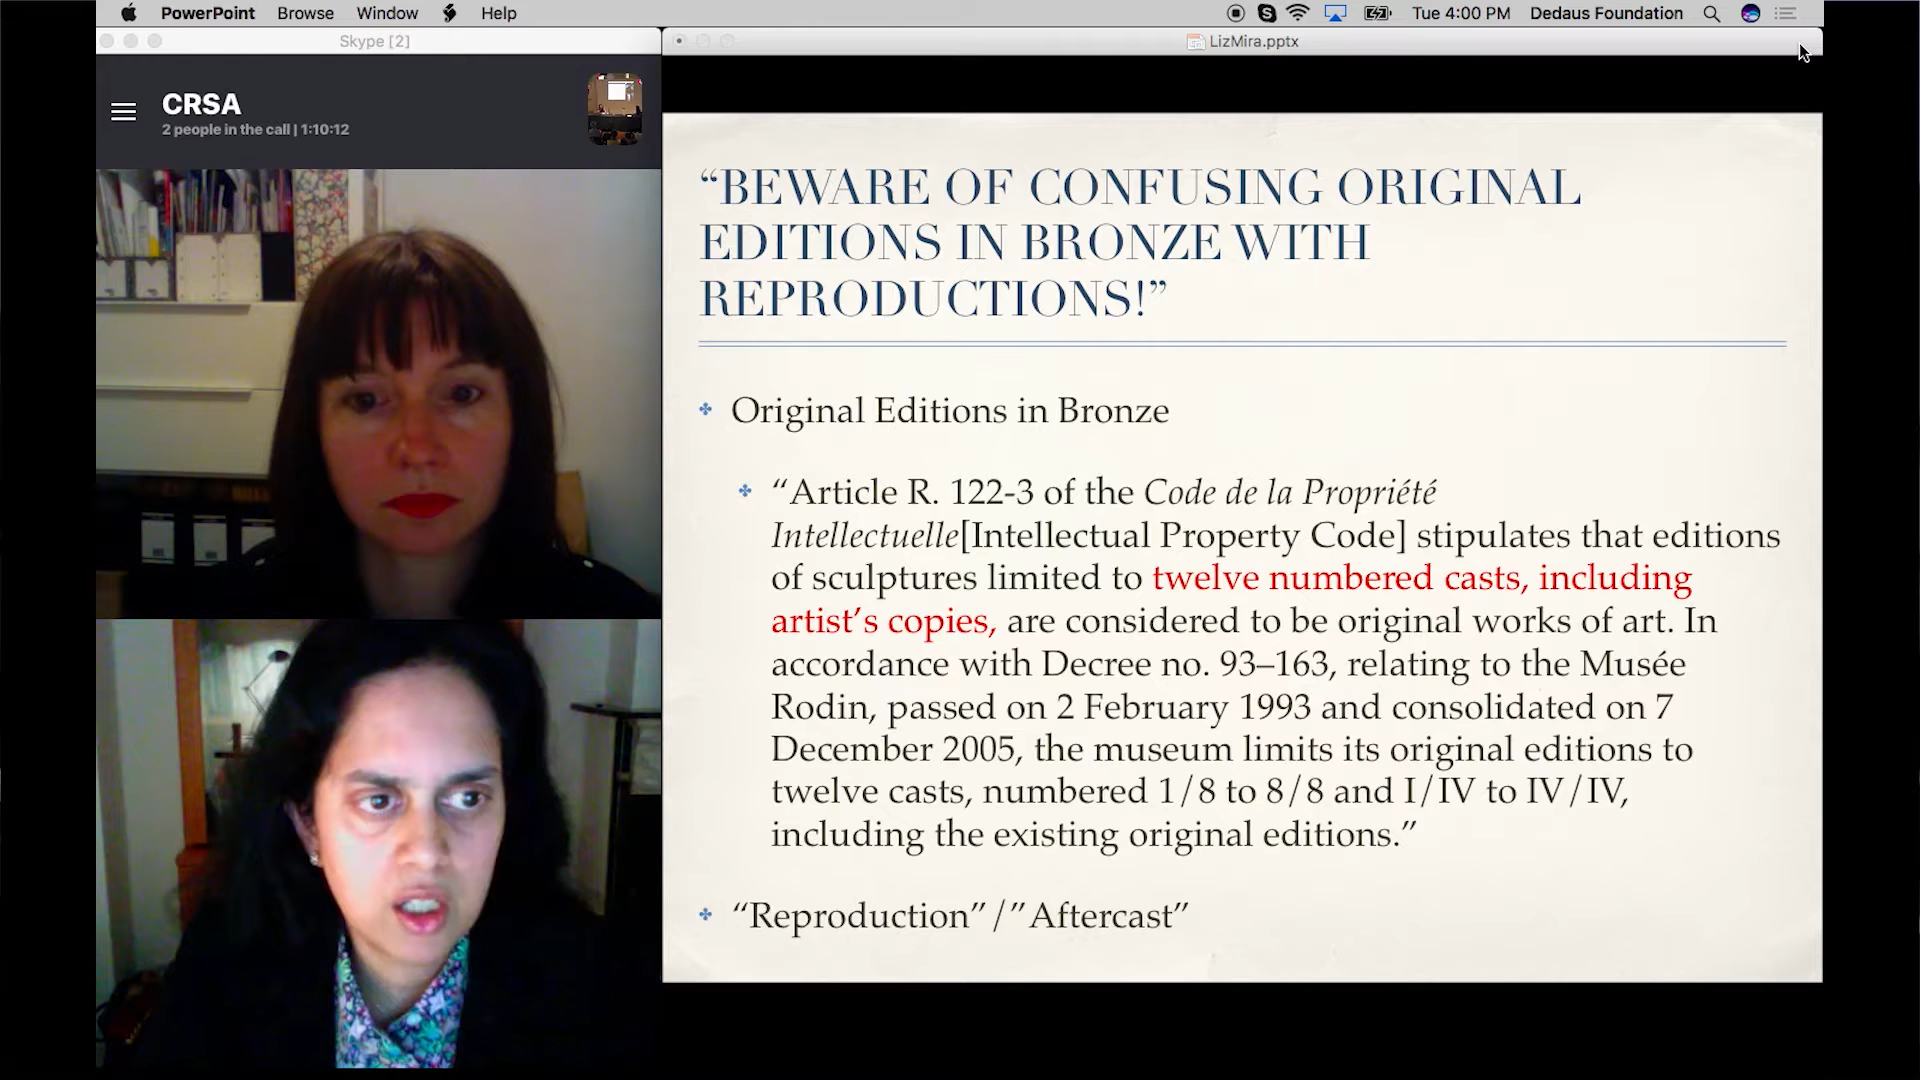 PowerPoint Browse Window Help
Tue 4:00 PM Dedaus Foundation
Skype [2]
LizMira.pptx
CRSA
2 people in the call | 1:10:12
“BEWARE OF CONFUSING ORIGINAL
EDITIONS IN BRONZE WITH
REPRODUCTIONS!”
Original Editions in Bronze
“Article R. 122-3 of the Code de la Propriété
Intellectuelle[Intellectual Property Code] stipulates that editions
of sculptures limited to twelve numbered casts, including
artist’s copies, are considered to be original works of art. In
accordance with Decree no. 93–163, relating to the Musée
Rodin, passed on 2 February 1993 and consolidated on 7
December 2005, the museum limits its original editions to
twelve casts, numbered 1/8 to 8/8 and I/IV to IV/IV,
including the existing original editions.”
“Reproduction”/”Aftercast”